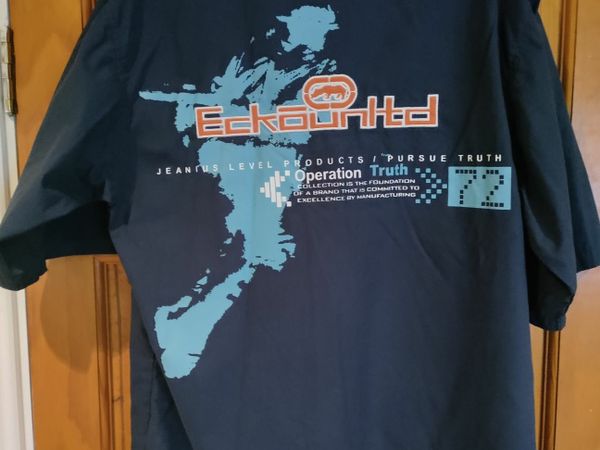 Eckoūnltd
JEANIUS LEVEL PRODUCTS / PURSUE TRUTH
Operation Truth
COLLECTION IS THE FOUNDATION
OF A BRAND THAT IS COMMITTED TO
EXCELLENCE BY MANUFACTURING
72